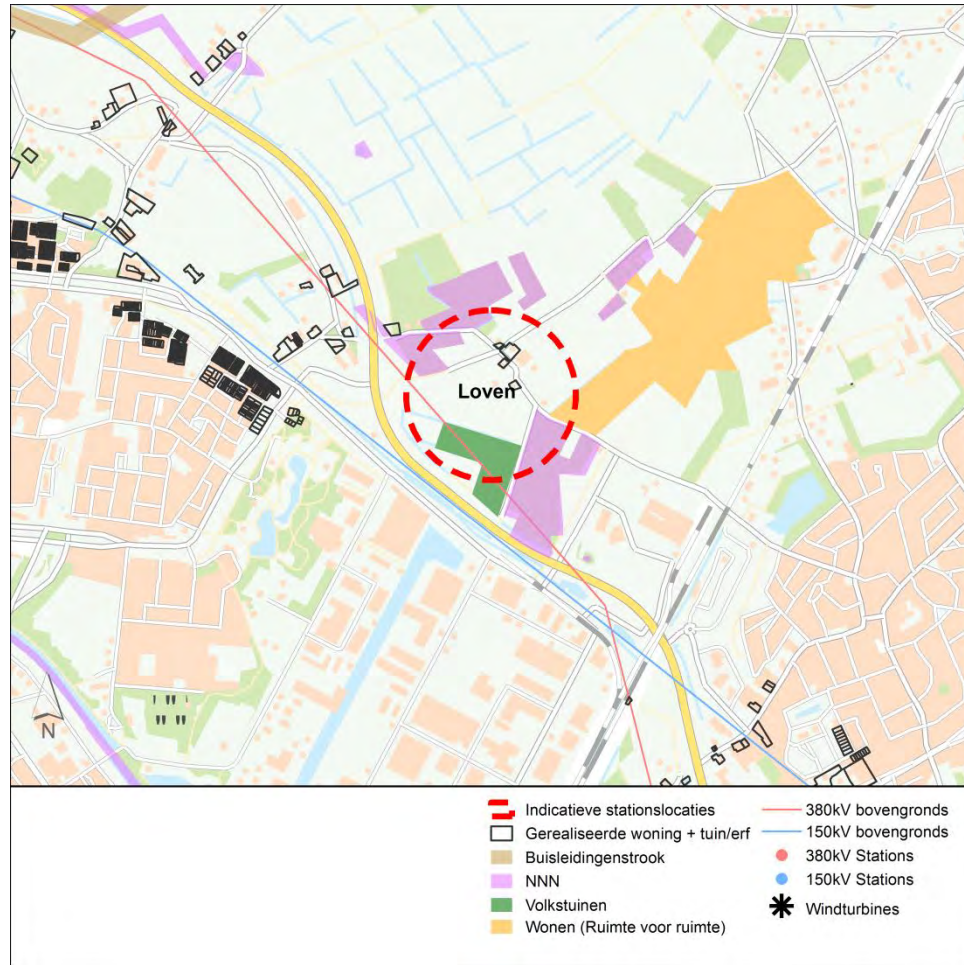 Loven
N
Indicatieve stationslocaties
Gerealiseerde woning + tuin/erf
Buisleidingenstrook
NNN
Volkstuinen
Wonen (Ruimte voor ruimte)
380kV bovengronds
150kV bovengronds
380kV Stations
150kV Stations
Windturbines